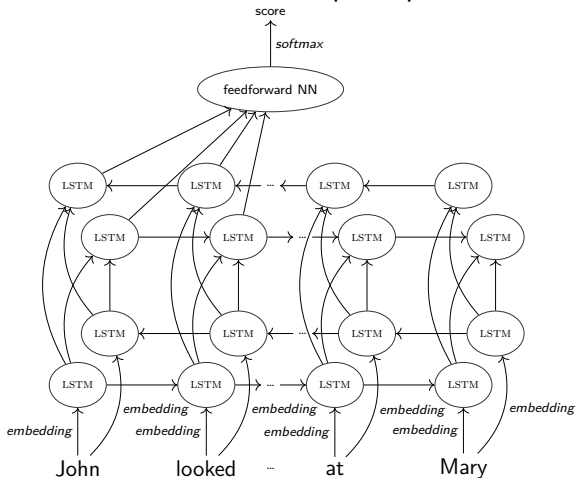 score
softmax
feedforward NN
LSTM LSTM ... LSTM LSTM
LSTM LSTM ... LSTM LSTM
LSTM LSTM ... LSTM LSTM
LSTM LSTM ... LSTM LSTM
embedding embedding embedding embedding
embedding embedding embedding embedding
John looked ... at Mary